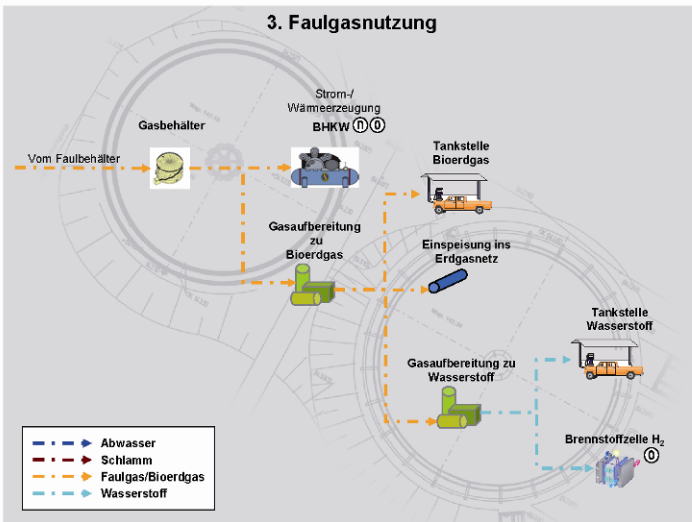 3. Faulgasnutzung
Strom-/
Wärmeerzeugung
BHKW
Gasbehälter
Vom Faulbehälter
Tankstelle
Bioerdgas
Gasaufbereitung
zu
Bioerdgas
Einspeisung ins
Erdgasnetz
Tankstelle
Wasserstoff
Gasaufbereitung zu
Wasserstoff
Brennstoffzelle H₂
Abwasser
Schlamm
Faulgas/Bioerdgas
Wasserstoff